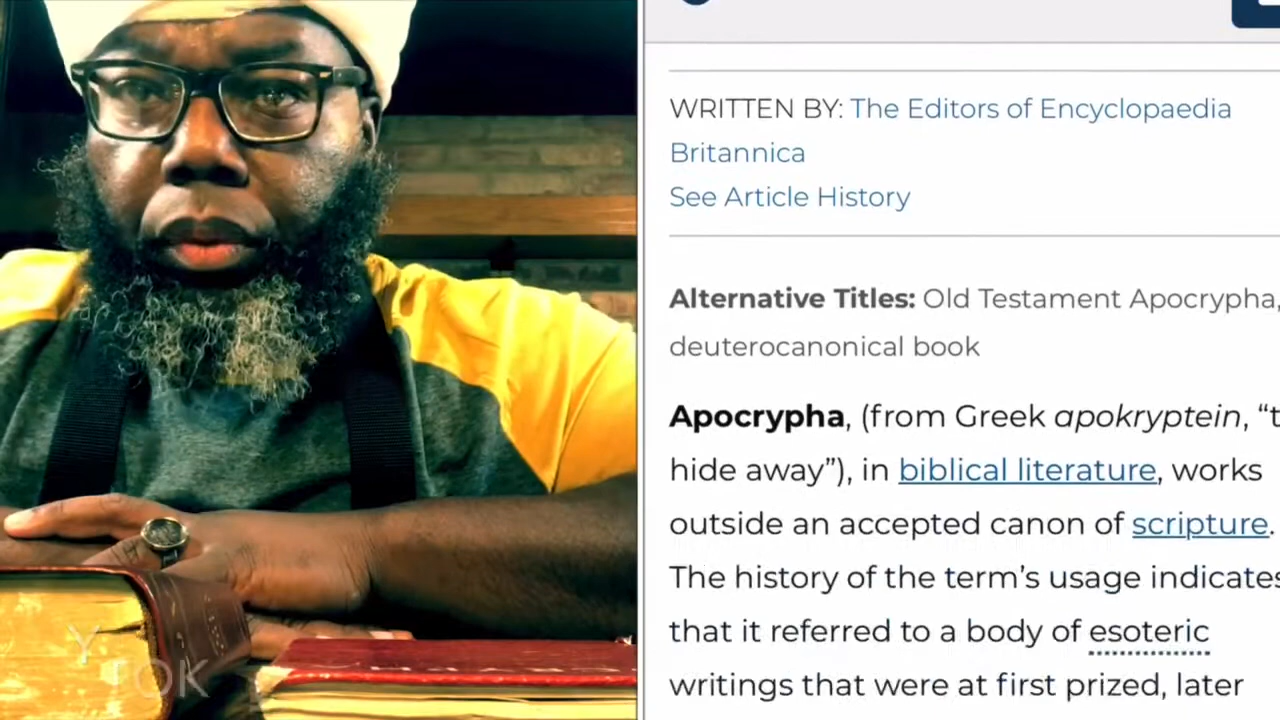 WRITTEN BY: The Editors of Encyclopaedia
Britannica
See Article History
Alternative Titles: Old Testament Apocrypha,
deuterocanonical book
Apocrypha, (from Greek apokryptein, “t
hide away”), in biblical literature, works
outside an accepted canon of scripture.
The history of the term’s usage indicates
that it referred to a body of esoteric
writings that were at first prized, later
Y
TOK